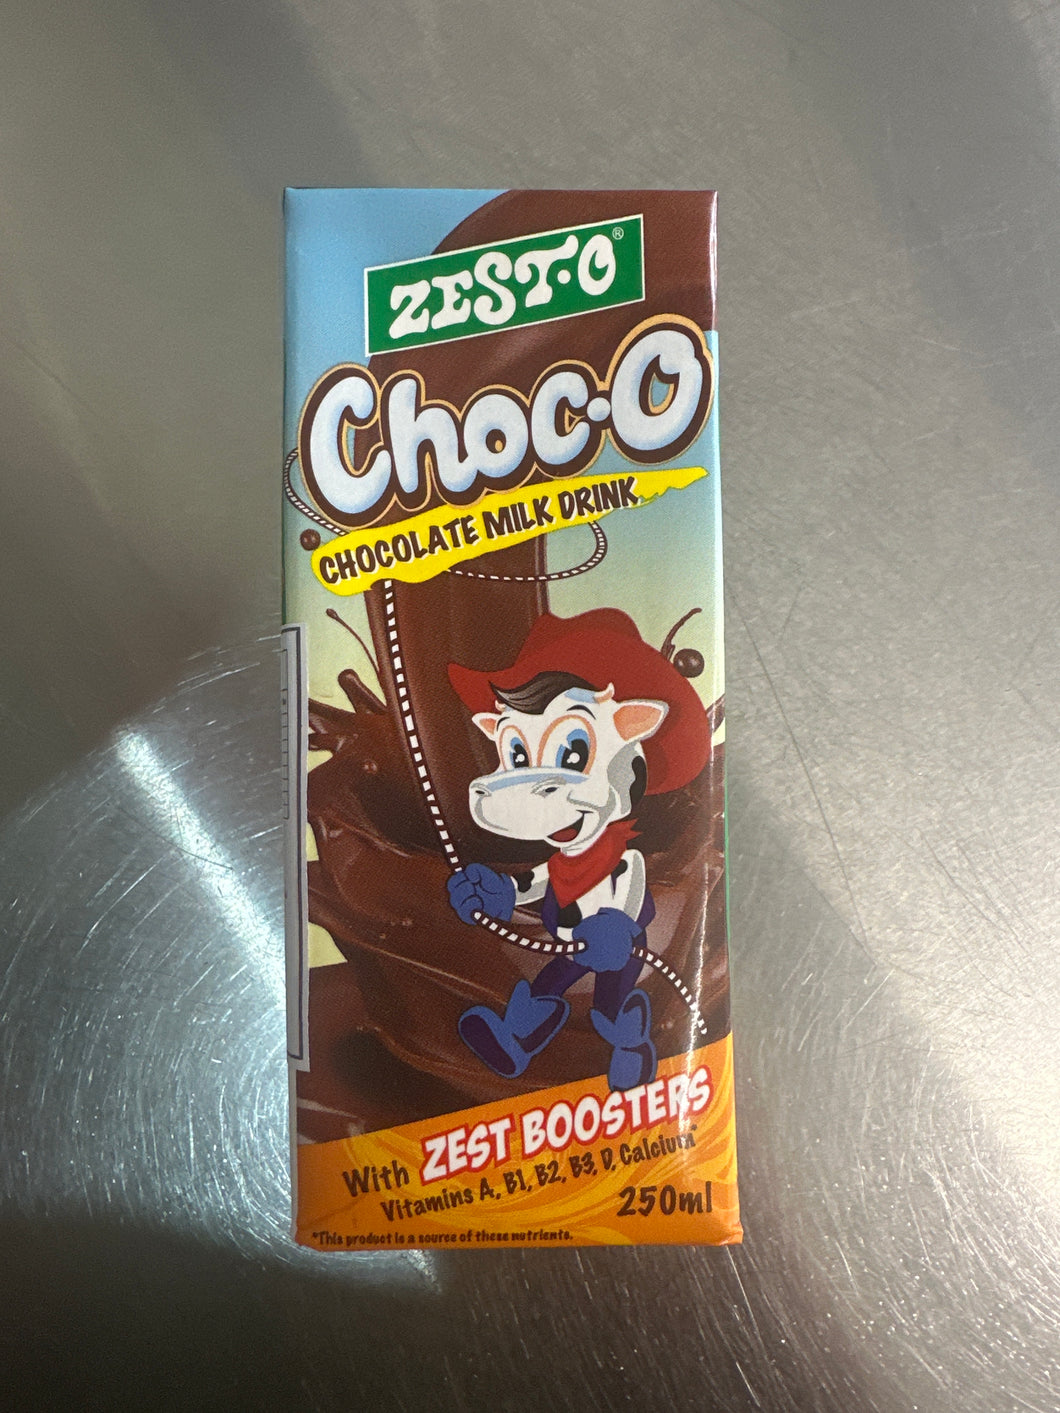 ZEST·O®
Choc·O
CHOCOLATE MILK DRINK
With ZEST BOOSTERS
Vitamins A, B1, B2, B3, D, Calcium*
250ml
*This product is a source of these nutrients.